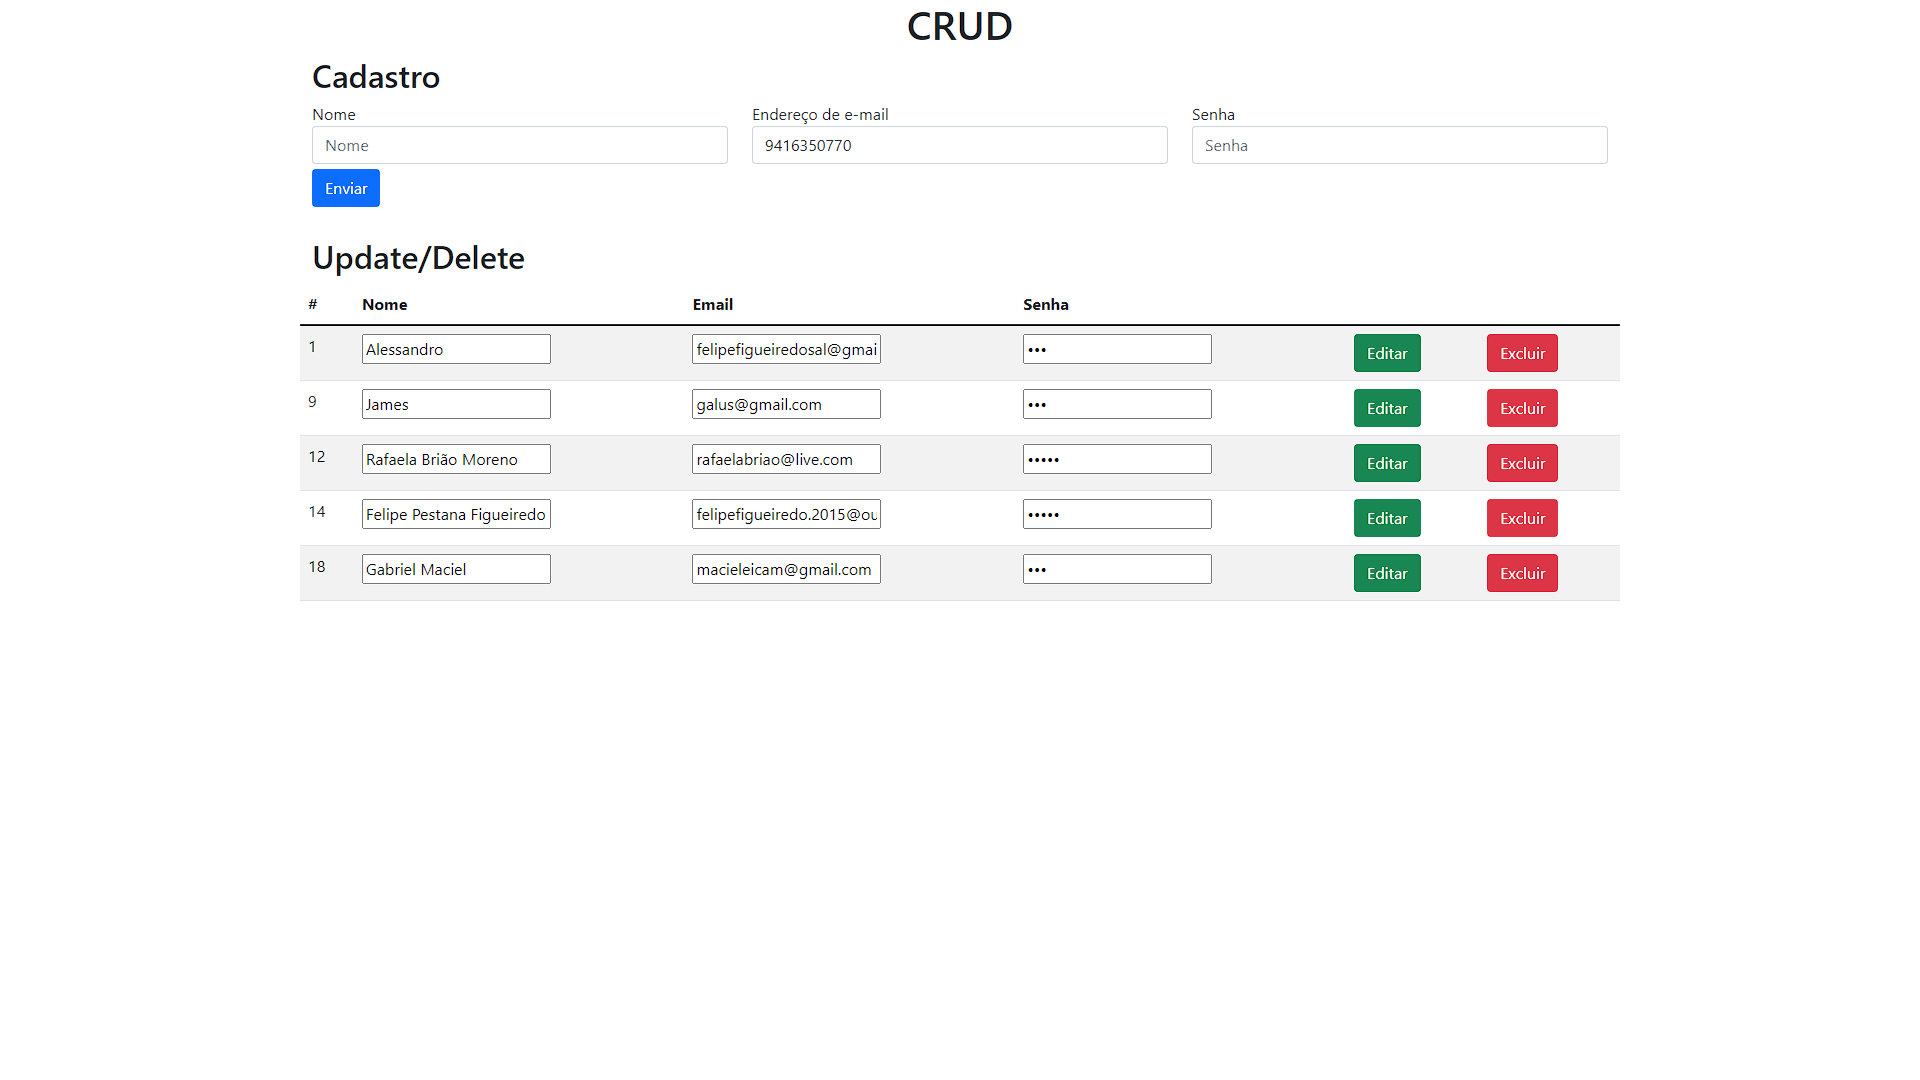 CRUD
Cadastro
Nome Endereço de e-mail Senha
Nome 9416350770 Senha
Enviar
Update/Delete
# Nome Email Senha
1 Alessandro felipefigueiredosal@gmai ••• Editar Excluir
9 James galus@gmail.com ••• Editar Excluir
12 Rafaela Brião Moreno rafaelabriao@live.com ••••• Editar Excluir
14 Felipe Pestana Figueiredo felipefigueiredo.2015@ou ••••• Editar Excluir
18 Gabriel Maciel macieleicam@gmail.com ••• Editar Excluir